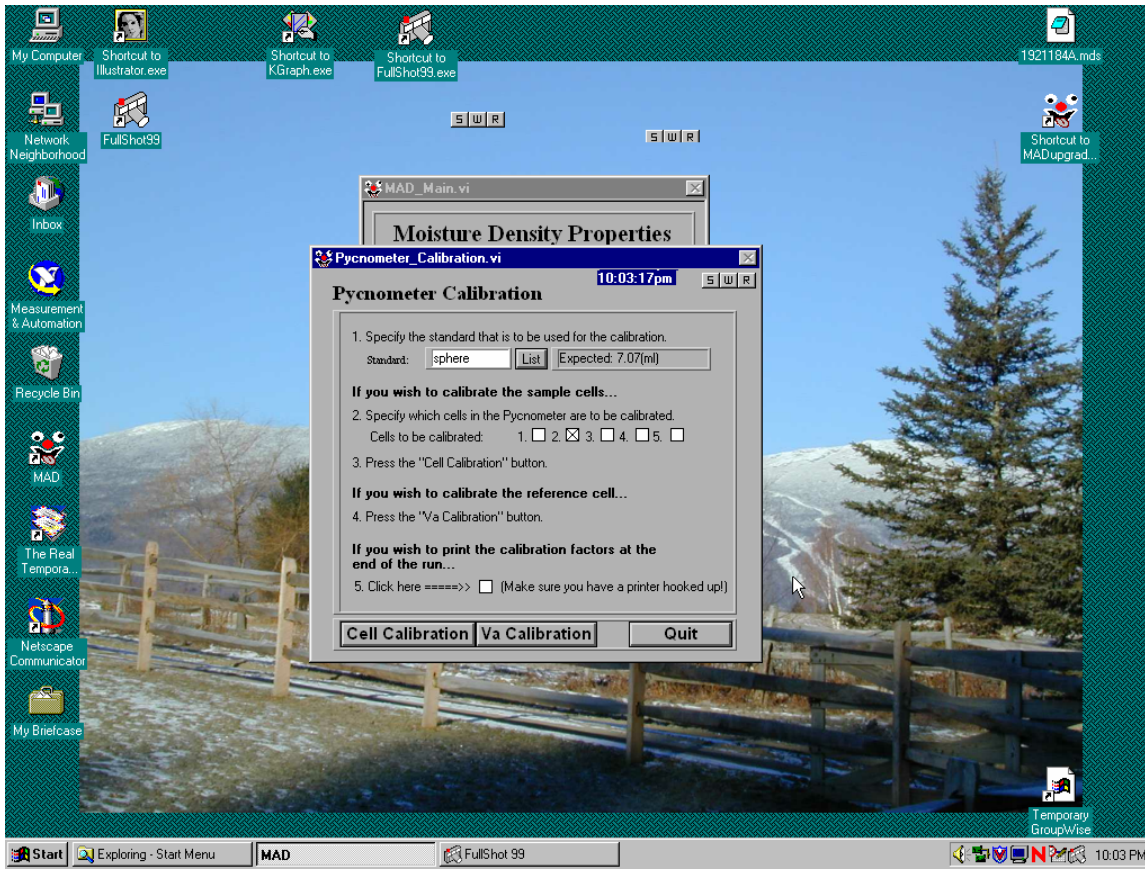 My Computer
Shortcut to
Illustrator.exe
Shortcut to
KGraph.exe
Shortcut to
FullShot99.exe
1921184A.mds
Network
Neighborhood
FullShot99
S W R
S W R
Shortcut to
MADupgrad...
Inbox
MAD_Main.vi
Moisture Density Properties
Pycnometer_Calibration.vi
10:03:17pm
S W R
Pycnometer Calibration
1. Specify the standard that is to be used for the calibration.
Standard: sphere List Expected: 7.07(ml)
If you wish to calibrate the sample cells...
2. Specify which cells in the Pycnometer are to be calibrated.
Cells to be calibrated: 1. 2. 3. 4. 5.
3. Press the "Cell Calibration" button.
If you wish to calibrate the reference cell...
4. Press the "Va Calibration" button.
If you wish to print the calibration factors at the
end of the run...
5. Click here =====>> (Make sure you have a printer hooked up!)
Cell Calibration Va Calibration Quit
Measurement
& Automation
Recycle Bin
MAD
The Real
Tempora...
Netscape
Communicator
My Briefcase
Temporary
GroupWise
Start Exploring - Start Menu MAD FullShot 99 N 10:03 PM